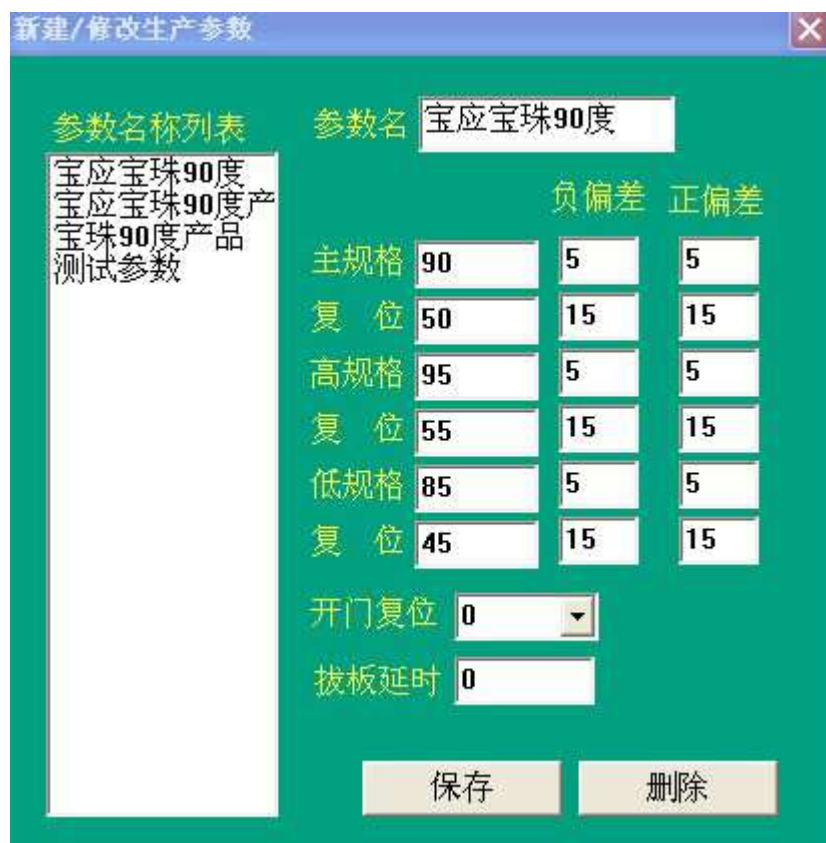 新建/修改生产参数
参数名称列表
宝应宝珠90度
宝应宝珠90度产
宝珠90度产品
测试参数
参数名 宝应宝珠90度
负偏差 正偏差
主规格 90 5 5
复 位 50 15 15
高规格 95 5 5
复 位 55 15 15
低规格 85 5 5
复 位 45 15 15
开门复位 0
拔板延时 0
保存 删除